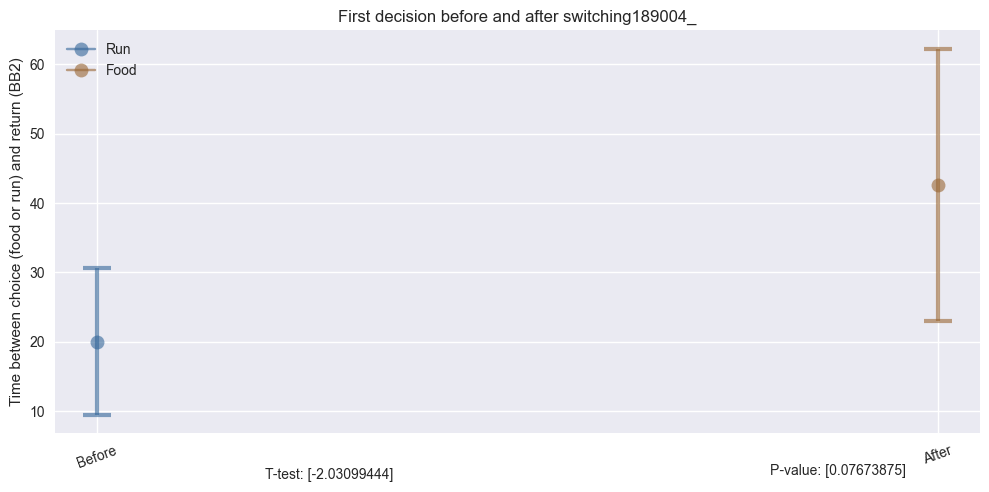 First decision before and after switching189004_
Run
Food
Time between choice (food or run) and return (BB2)
60
50
40
30
20
10
Before
After
T-test: [-2.03099444]
P-value: [0.07673875]